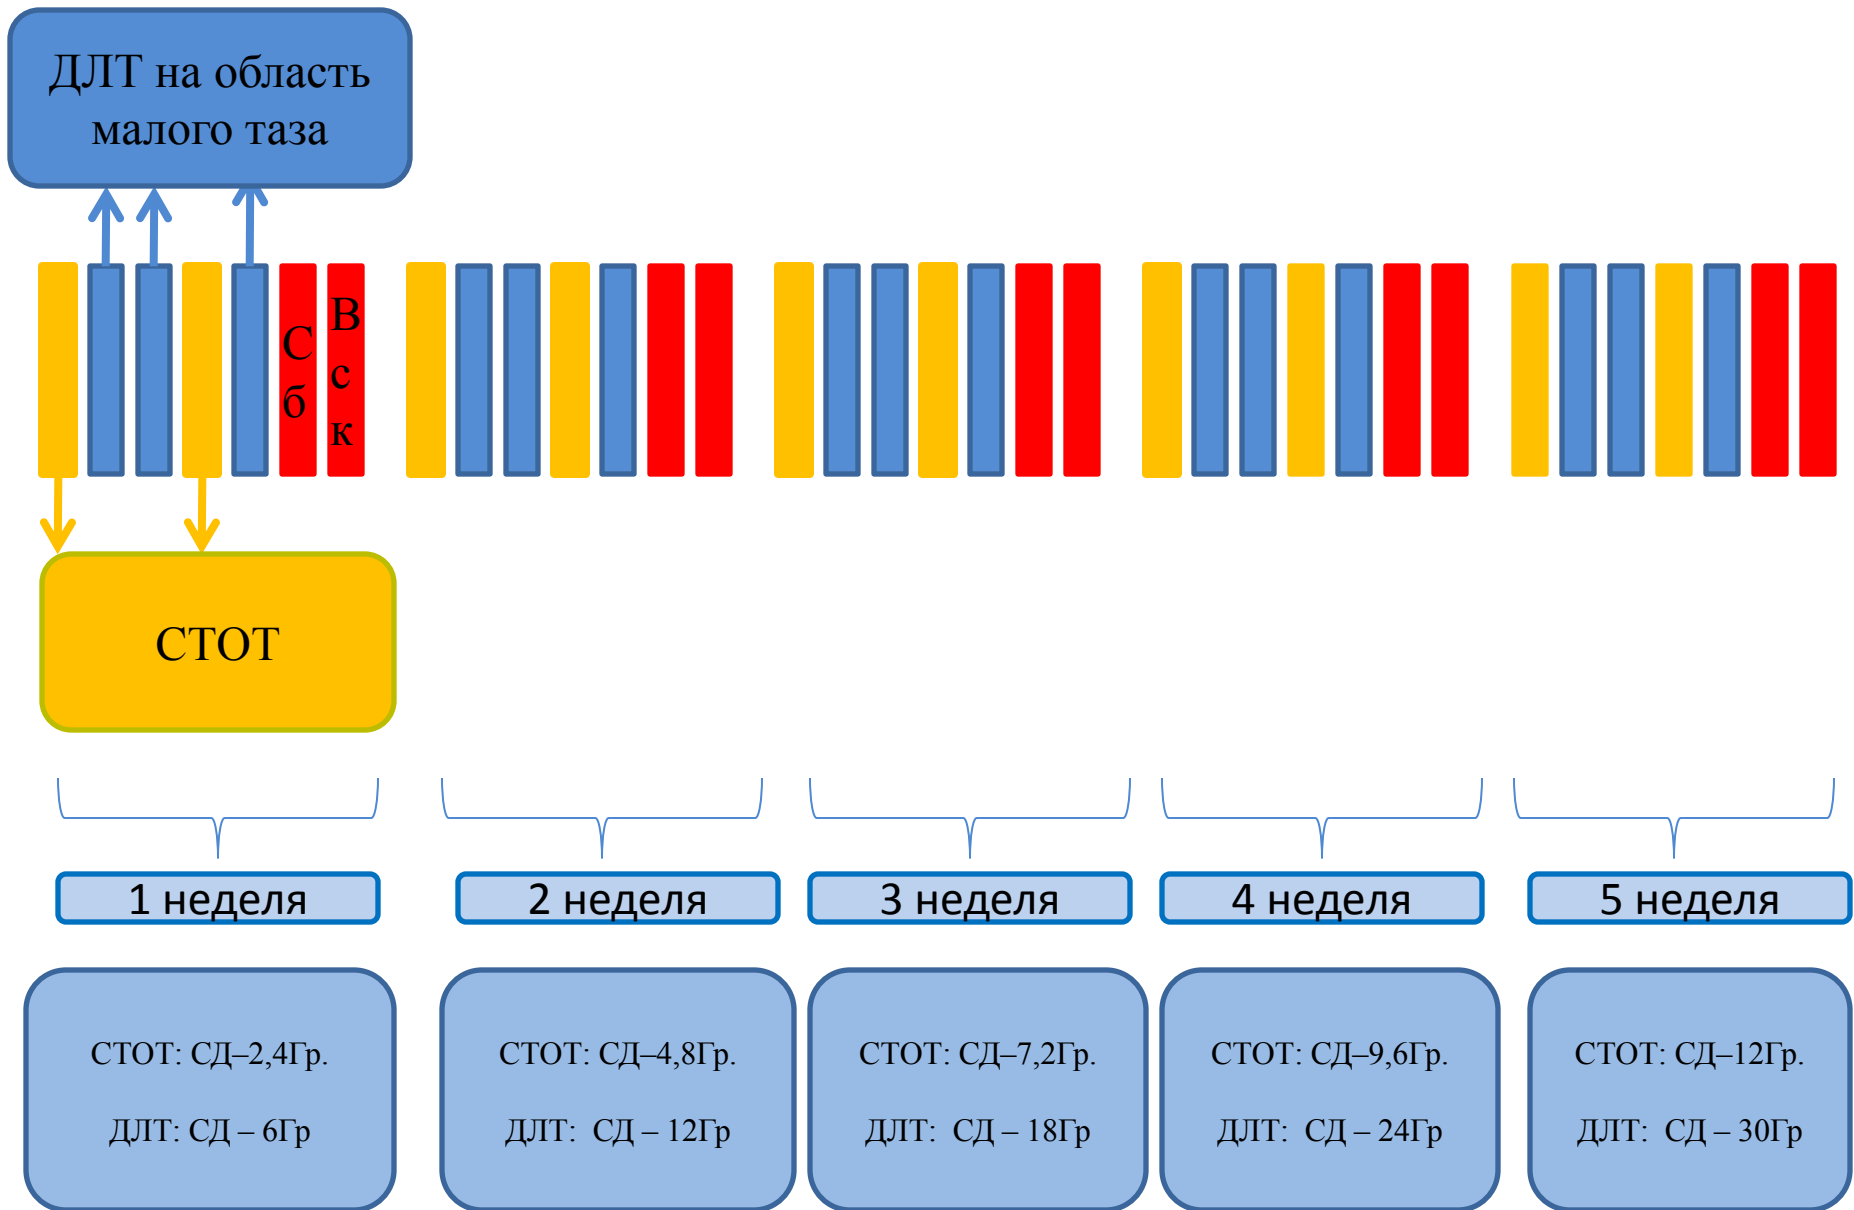 ДЛТ на область
малого таза
С
б
В
с
к
СТОТ
1 неделя
2 неделя
3 неделя
4 неделя
5 неделя
СТОТ: СД–2,4Гр.
ДЛТ: СД – 6Гр
СТОТ: СД–4,8Гр.
ДЛТ: СД – 12Гр
СТОТ: СД–7,2Гр.
ДЛТ: СД – 18Гр
СТОТ: СД–9,6Гр.
ДЛТ: СД – 24Гр
СТОТ: СД–12Гр.
ДЛТ: СД – 30Гр